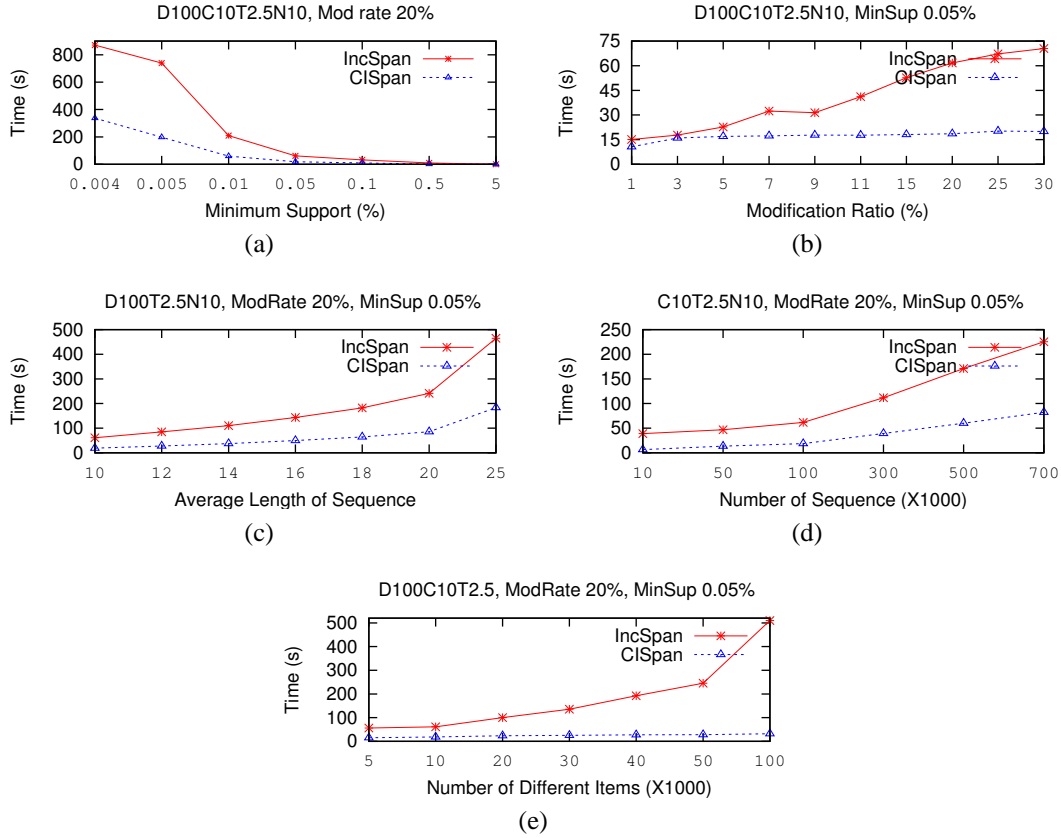 D100C10T2.5N10, Mod rate 20%
800
600
400
200
0
Time (s)
IncSpan
CISpan
0.004 0.005 0.01 0.05 0.1 0.5 5
Minimum Support (%)
(a)
D100C10T2.5N10, MinSup 0.05%
75
60
45
30
15
0
Time (s)
IncSpan
CISpan
1 3 5 7 9 11 15 20 25 30
Modification Ratio (%)
(b)
D100T2.5N10, ModRate 20%, MinSup 0.05%
500
400
300
200
100
0
Time (s)
IncSpan
CISpan
10 12 14 16 18 20 25
Average Length of Sequence
(c)
C10T2.5N10, ModRate 20%, MinSup 0.05%
250
200
150
100
50
0
Time (s)
IncSpan
CISpan
10 50 100 300 500 700
Number of Sequence (X1000)
(d)
D100C10T2.5, ModRate 20%, MinSup 0.05%
500
400
300
200
100
0
Time (s)
IncSpan
CISpan
5 10 20 30 40 50 100
Number of Different Items (X1000)
(e)